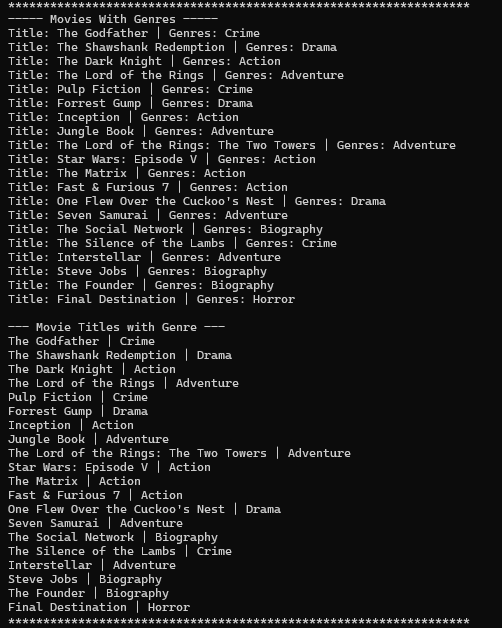 ******************************************************************
----- Movies With Genres -----
Title: The Godfather | Genres: Crime
Title: The Shawshank Redemption | Genres: Drama
Title: The Dark Knight | Genres: Action
Title: The Lord of the Rings | Genres: Adventure
Title: Pulp Fiction | Genres: Crime
Title: Forrest Gump | Genres: Drama
Title: Inception | Genres: Action
Title: Jungle Book | Genres: Adventure
Title: The Lord of the Rings: The Two Towers | Genres: Adventure
Title: Star Wars: Episode V | Genres: Action
Title: The Matrix | Genres: Action
Title: Fast & Furious 7 | Genres: Action
Title: One Flew Over the Cuckoo's Nest | Genres: Drama
Title: Seven Samurai | Genres: Adventure
Title: The Social Network | Genres: Biography
Title: The Silence of the Lambs | Genres: Crime
Title: Interstellar | Genres: Adventure
Title: Steve Jobs | Genres: Biography
Title: The Founder | Genres: Biography
Title: Final Destination | Genres: Horror

--- Movie Titles with Genre ---
The Godfather | Crime
The Shawshank Redemption | Drama
The Dark Knight | Action
The Lord of the Rings | Adventure
Pulp Fiction | Crime
Forrest Gump | Drama
Inception | Action
Jungle Book | Adventure
The Lord of the Rings: The Two Towers | Adventure
Star Wars: Episode V | Action
The Matrix | Action
Fast & Furious 7 | Action
One Flew Over the Cuckoo's Nest | Drama
Seven Samurai | Adventure
The Social Network | Biography
The Silence of the Lambs | Crime
Interstellar | Adventure
Steve Jobs | Biography
The Founder | Biography
Final Destination | Horror
******************************************************************